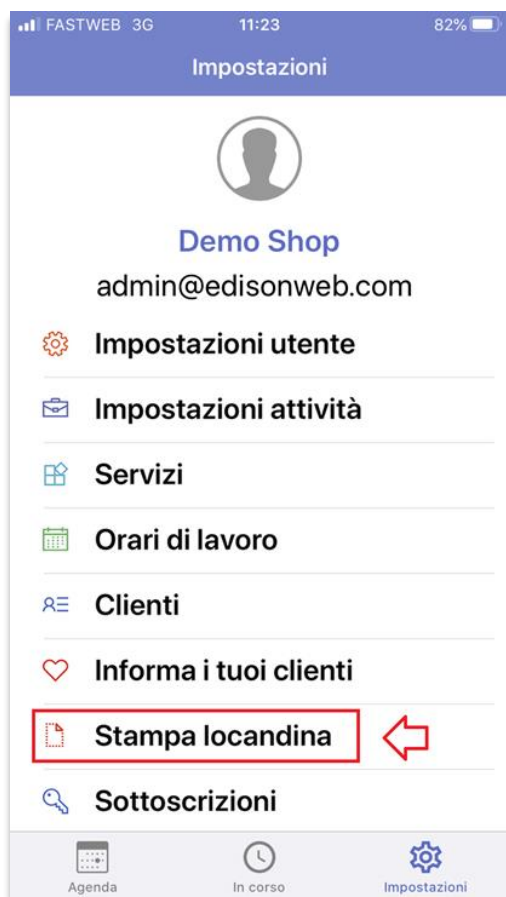 FASTWEB 3G 11:23 82%
Impostazioni
Demo Shop
admin@edisonweb.com
Impostazioni utente
Impostazioni attività
Servizi
Orari di lavoro
Clienti
Informa i tuoi clienti
Stampa locandina
Sottoscrizioni
Agenda In corso Impostazioni